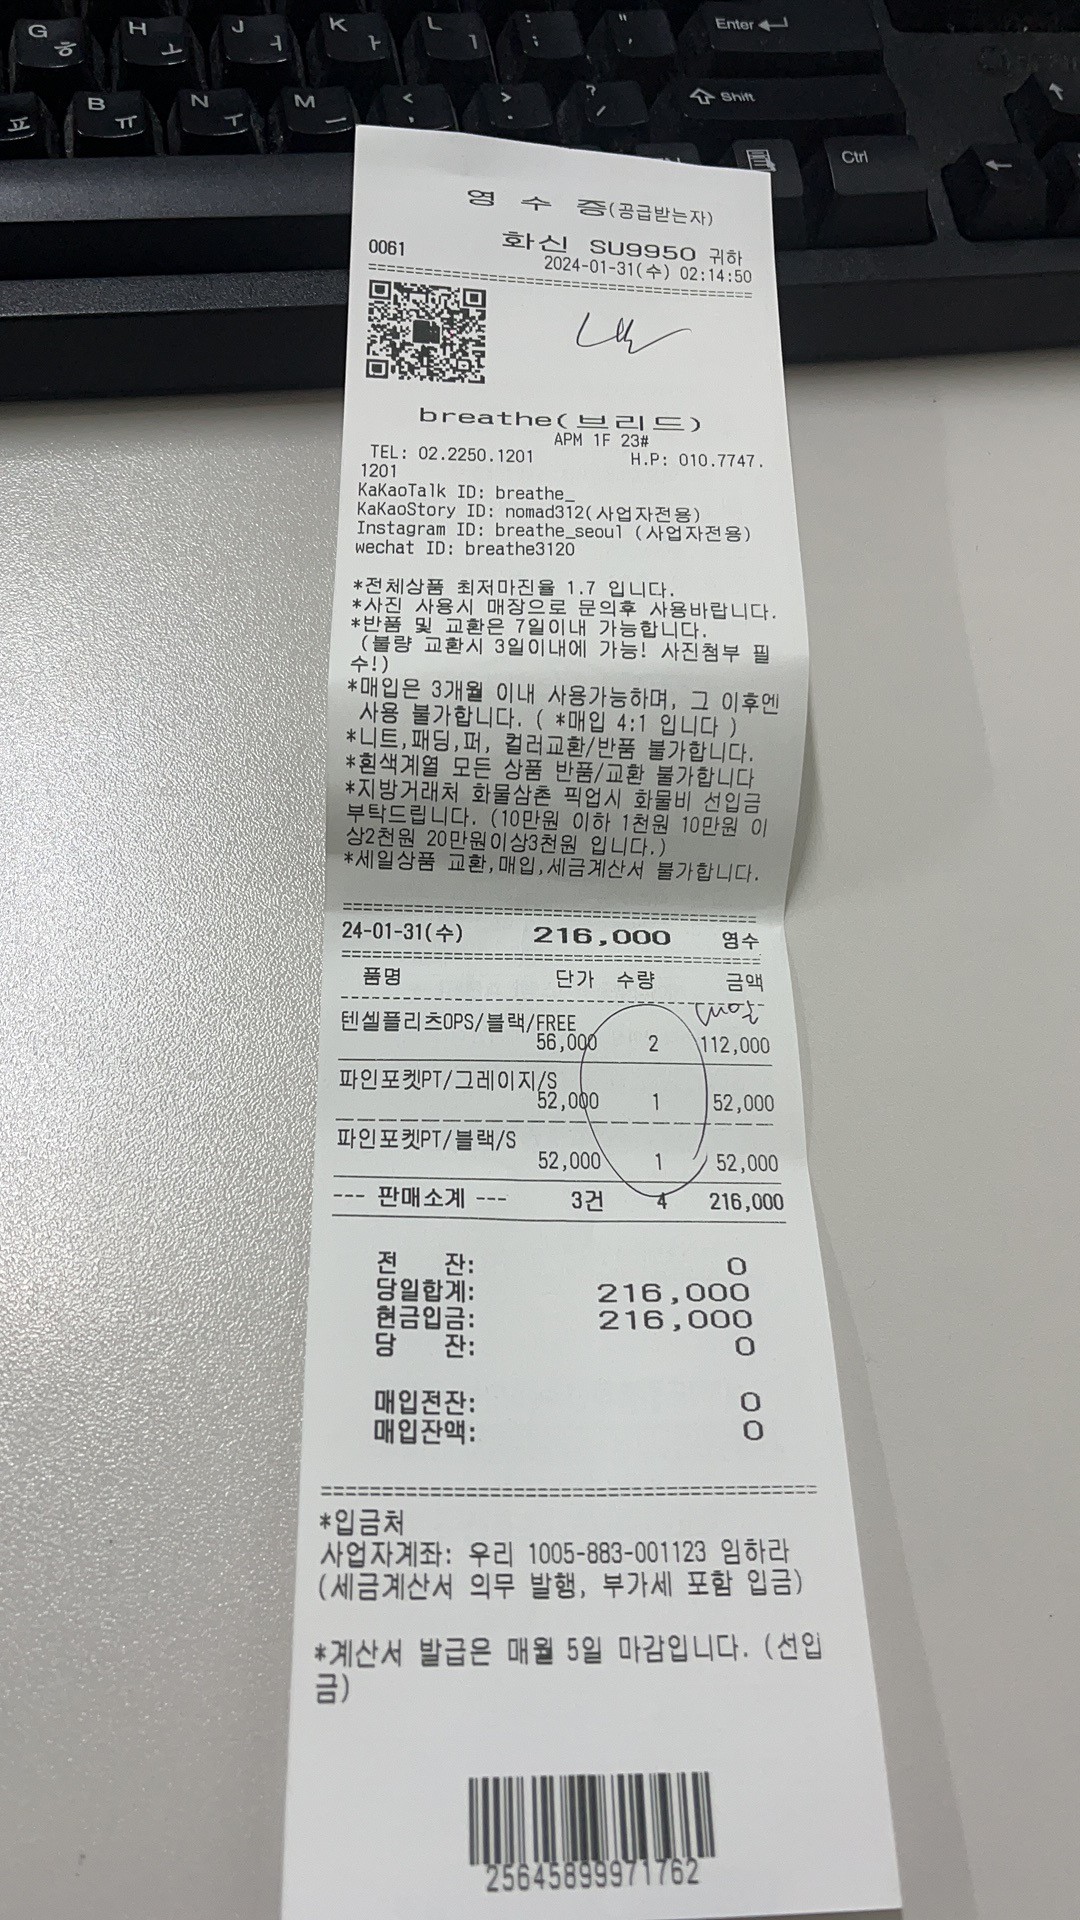 G ㅎ
H ㅗ
J ㅓ
K ㅏ
L ㅣ
: ;
" '
Enter
ㅍ
B ㅠ
N ㅜ
M ㅡ
< ,
> .
? /
Shift
Ctrl
영 수 증(공급받는자)
0061
화신 SU9950 귀하
2024-01-31(수) 02:14:50
breathe(브리드)
APM 1F 23#
TEL: 02.2250.1201 H.P: 010.7747.
1201
KaKaoTalk ID: breathe_
KaKaoStory ID: nomad312(사업자전용)
Instagram ID: breathe_seoul (사업자전용)
wechat ID: breathe3120
*전체상품 최저마진율 1.7 입니다.
*사진 사용시 매장으로 문의후 사용바랍니다.
*반품 및 교환은 7일이내 가능합니다.
(불량 교환시 3일이내에 가능! 사진첨부 필
수!)
*매입은 3개월 이내 사용가능하며, 그 이후엔
사용 불가합니다. ( *매입 4:1 입니다 )
*니트,패딩,퍼, 컬러교환/반품 불가합니다.
*흰색계열 모든 상품 반품/교환 불가합니다
*지방거래처 화물삼촌 픽업시 화물비 선입금
부탁드립니다. (10만원 이하 1천원 10만원 이
상2천원 20만원이상3천원 입니다.)
*세일상품 교환,매입,세금계산서 불가합니다.
24-01-31(수) 216,000 영수
품명 단가 수량 금액
텐셀플리츠OPS/블랙/FREE
56,000 2 112,000
파인포켓PT/그레이지/S
52,000 1 52,000
파인포켓PT/블랙/S
52,000 1 52,000
--- 판매소계 --- 3건 4 216,000
전 잔: 0
당일합계: 216,000
현금입금: 216,000
당 잔: 0
매입전잔: 0
매입잔액: 0
*입금처
사업자계좌: 우리 1005-883-001123 임하라
(세금계산서 의무 발행, 부가세 포함 입금)
*계산서 발급은 매월 5일 마감입니다. (선입
금)
25645899971762